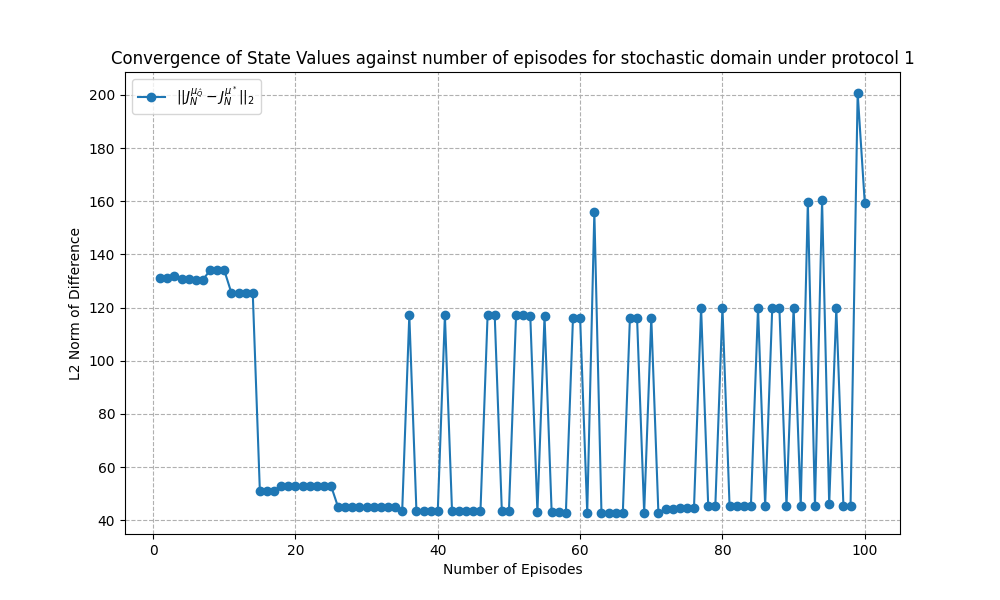 Convergence of State Values against number of episodes for stochastic domain under protocol 1
||J_N^{μ_{\hat{Q}}} − J_N^{μ^*}||_2
200
180
160
140
120
100
80
60
40
L2 Norm of Difference
0 20 40 60 80 100
Number of Episodes